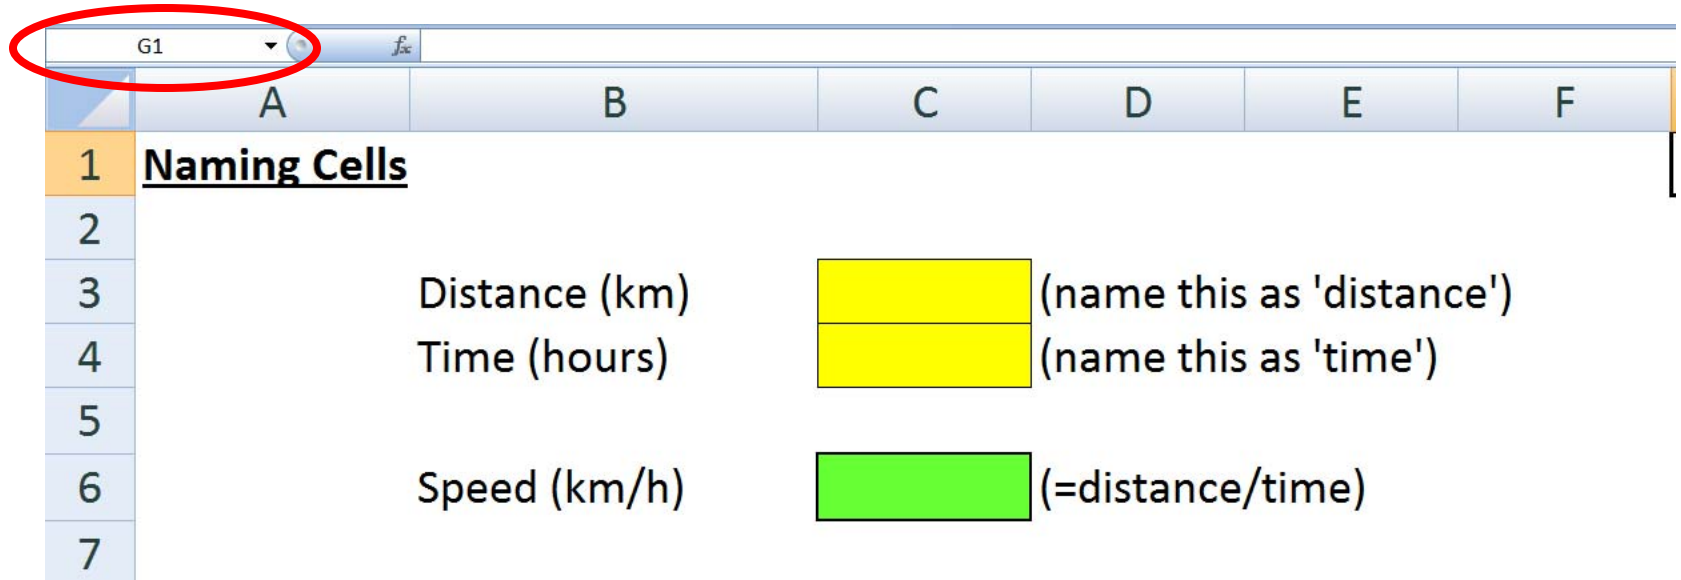 G1 fx
A B C D E F
1 Naming Cells
2
3 Distance (km) (name this as 'distance')
4 Time (hours) (name this as 'time')
5
6 Speed (km/h) (=distance/time)
7